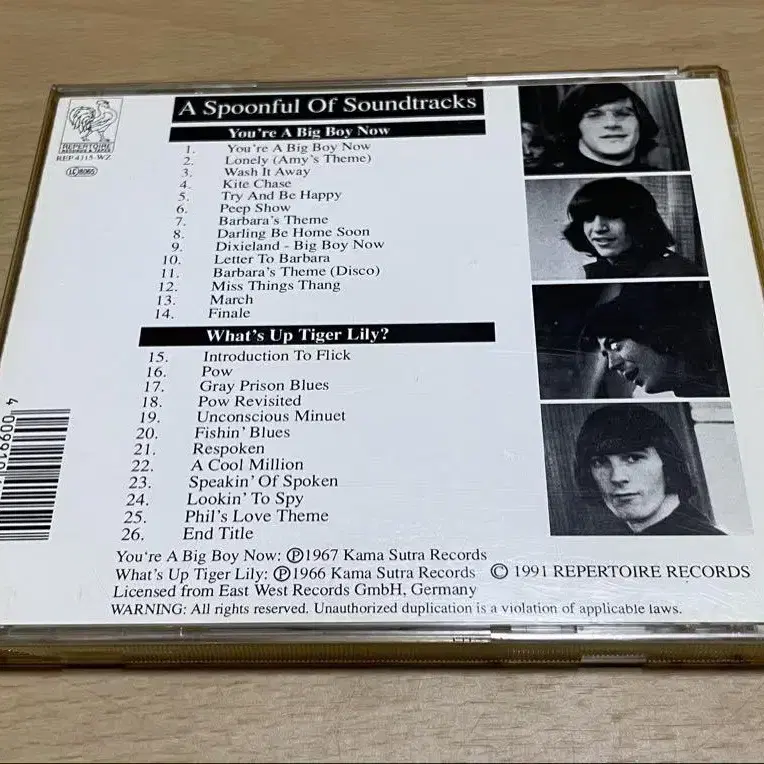 A Spoonful Of Soundtracks
REPERTOIRE
REP 4115-WZ
LC 8065
You're A Big Boy Now
1. You're A Big Boy Now
2. Lonely (Amy's Theme)
3. Wash It Away
4. Kite Chase
5. Try And Be Happy
6. Peep Show
7. Barbara's Theme
8. Darling Be Home Soon
9. Dixieland - Big Boy Now
10. Letter To Barbara
11. Barbara's Theme (Disco)
12. Miss Things Thang
13. March
14. Finale
What's Up Tiger Lily?
15. Introduction To Flick
16. Pow
17. Gray Prison Blues
18. Pow Revisited
19. Unconscious Minuet
20. Fishin' Blues
21. Respoken
22. A Cool Million
23. Speakin' Of Spoken
24. Lookin' To Spy
25. Phil's Love Theme
26. End Title
4 009910
You're A Big Boy Now: Ⓟ1967 Kama Sutra Records
What's Up Tiger Lily: Ⓟ1966 Kama Sutra Records © 1991 REPERTOIRE RECORDS
Licensed from East West Records GmbH, Germany
WARNING: All rights reserved. Unauthorized duplication is a violation of applicable laws.